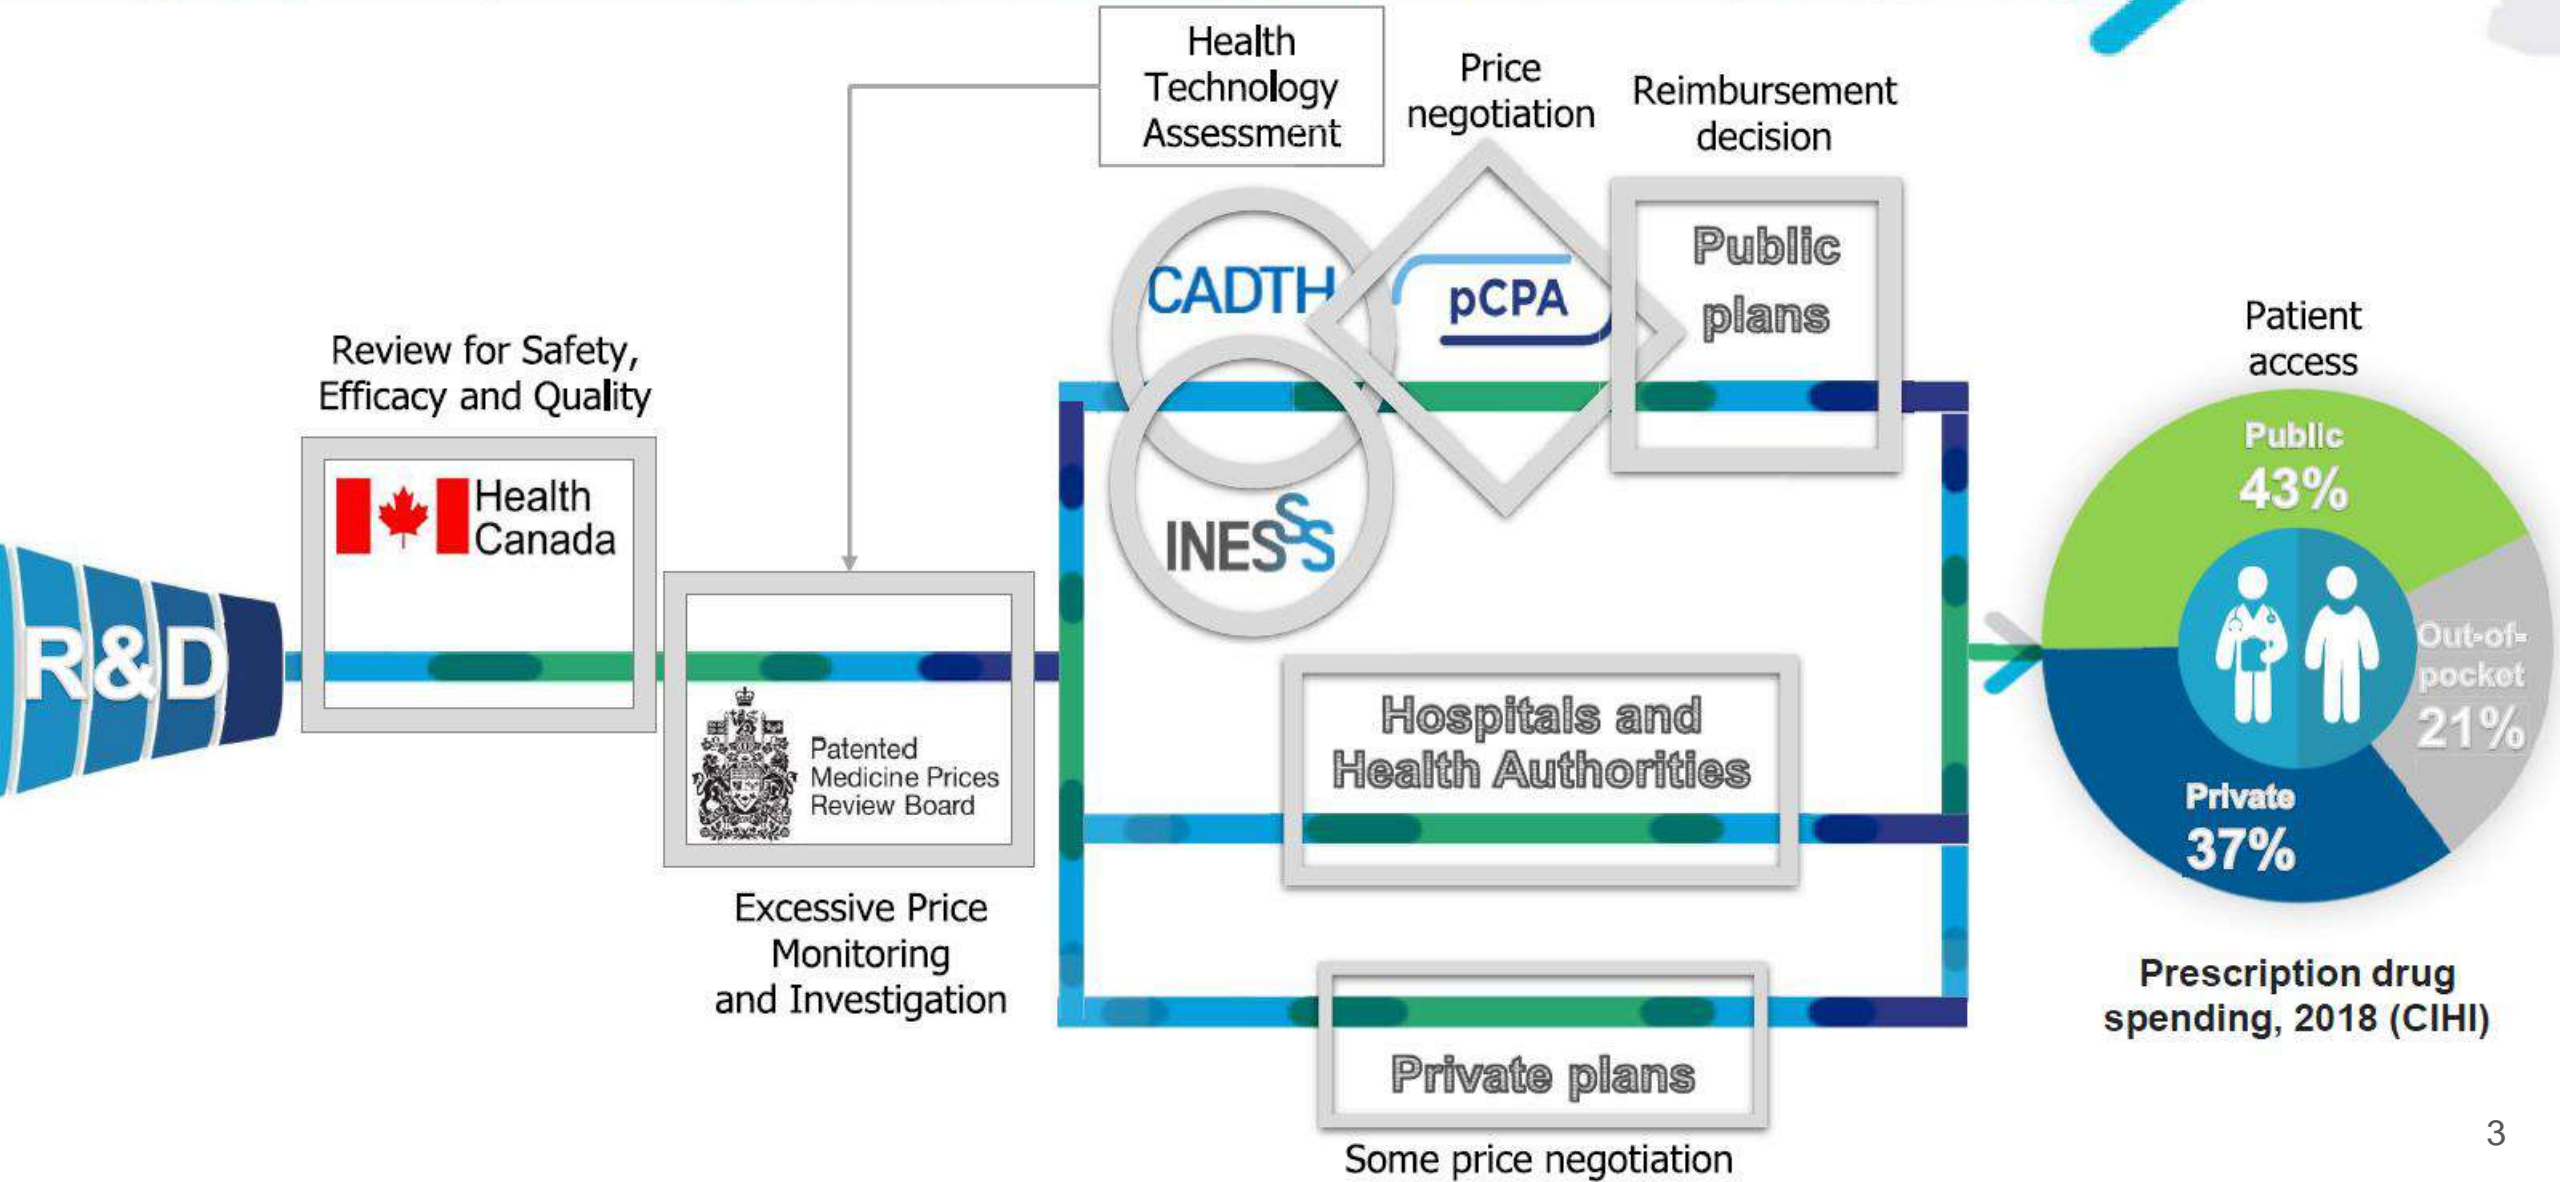 Health
Technology
Assessment
Price
negotiation
Reimbursement
decision
CADTH
pCPA
Public
plans
INESSS
Review for Safety,
Efficacy and Quality
Health
Canada
R&D
Patented
Medicine Prices
Review Board
Excessive Price
Monitoring
and Investigation
Hospitals and
Health Authorities
Private plans
Some price negotiation
Patient
access
Public
43%
Out-of-
pocket
21%
Private
37%
Prescription drug
spending, 2018 (CIHI)
3